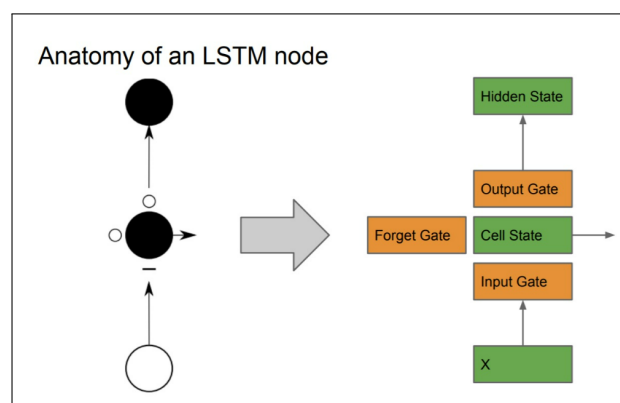 Anatomy of an LSTM node
Hidden State
Output Gate
Forget Gate
Cell State
Input Gate
X